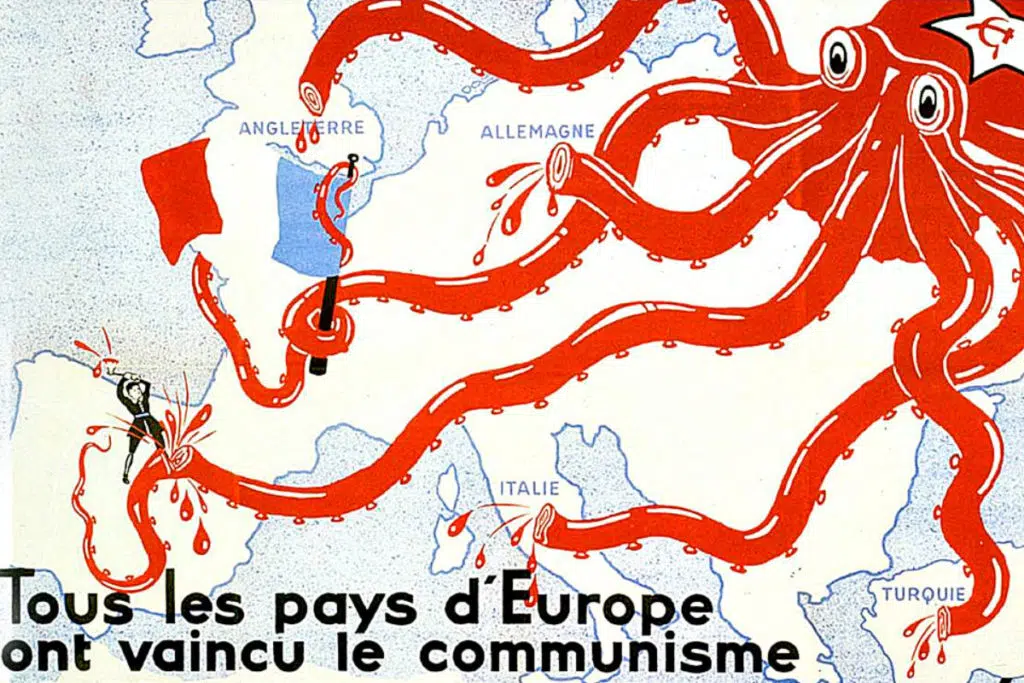 ANGLETERRE
ALLEMAGNE
ITALIE
TURQUIE
Tous les pays d'Europe
ont vaincu le communisme